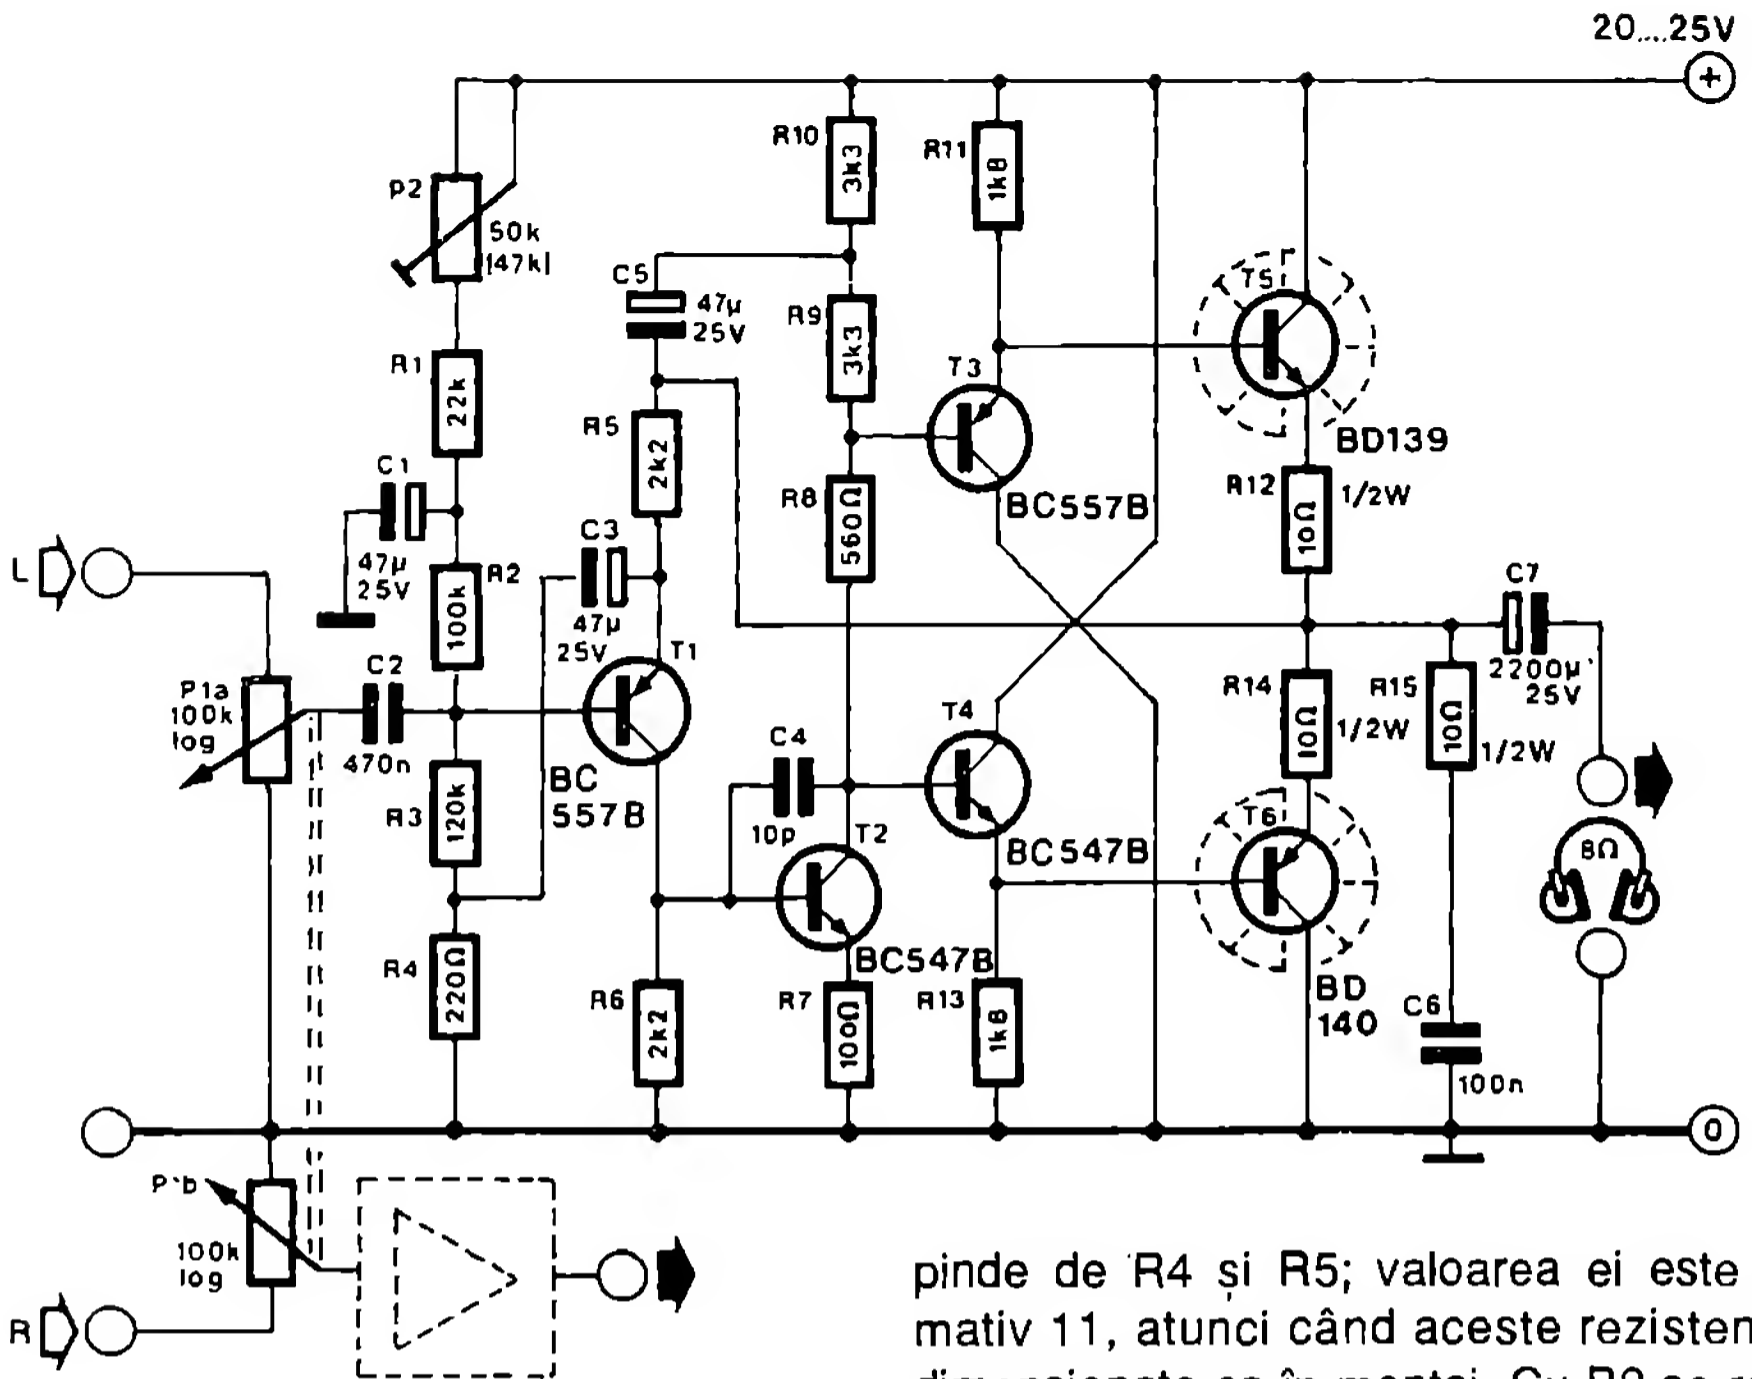 20....25V
+
R10
3k3
R11
1k8
P2
50k
[47k]
C5
47µ
25V
R9
3k3
T5
R1
22k
T3
R5
2k2
BD139
C1
47µ
25V
R8
560Ω
BC557B
R12
10Ω
1/2W
L
R2
100k
C3
47µ
25V
C7
2200µ
25V
T1
P1a
100k
log
C2
470n
R14
10Ω
1/2W
R15
10Ω
1/2W
T4
C4
10p
BC
557B
R3
120k
T2
BC547B
T6
8Ω
R4
220Ω
BC547B
R6
2k2
R7
100Ω
R13
1k8
BD
140
C6
100n
0
100k
log
R
pinde de R4 și R5; valoarea ei este
mativ 11, atunci când aceste rezisten